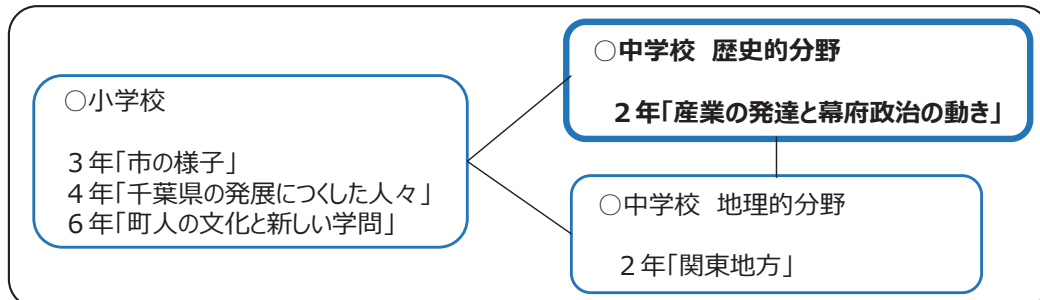 ○小学校
3年「市の様子」
4年「千葉県の発展につくした人々」
6年「町人の文化と新しい学問」
○中学校 歴史的分野
2年「産業の発達と幕府政治の動き」
○中学校 地理的分野
2年「関東地方」